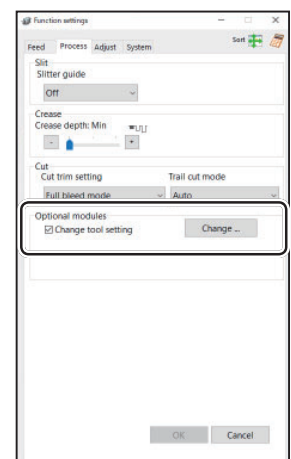 Function settings
Feed Process Adjust System Sort
Slit
Slitter guide
Off
Crease
Crease depth: Min
- +
Cut
Cut trim setting Trail cut mode
Full bleed mode Auto
Optional modules
Change tool setting Change ...
OK Cancel